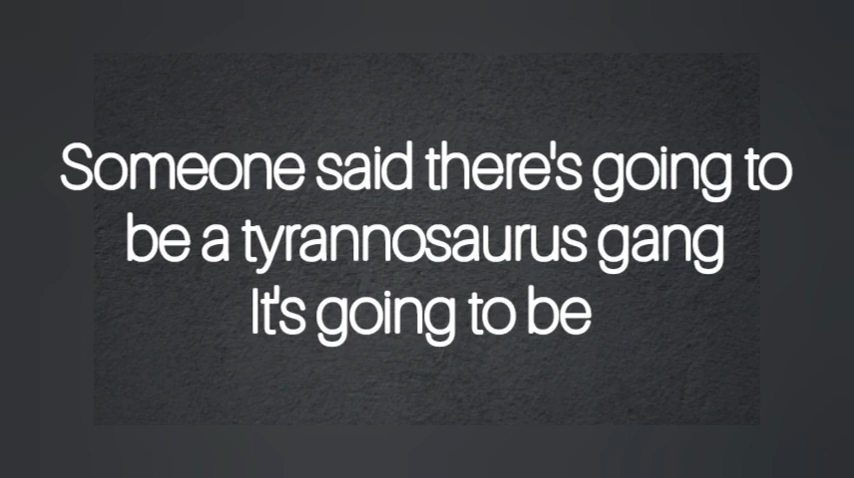 Someone said there's going to
be a tyrannosaurus gang
It's going to be